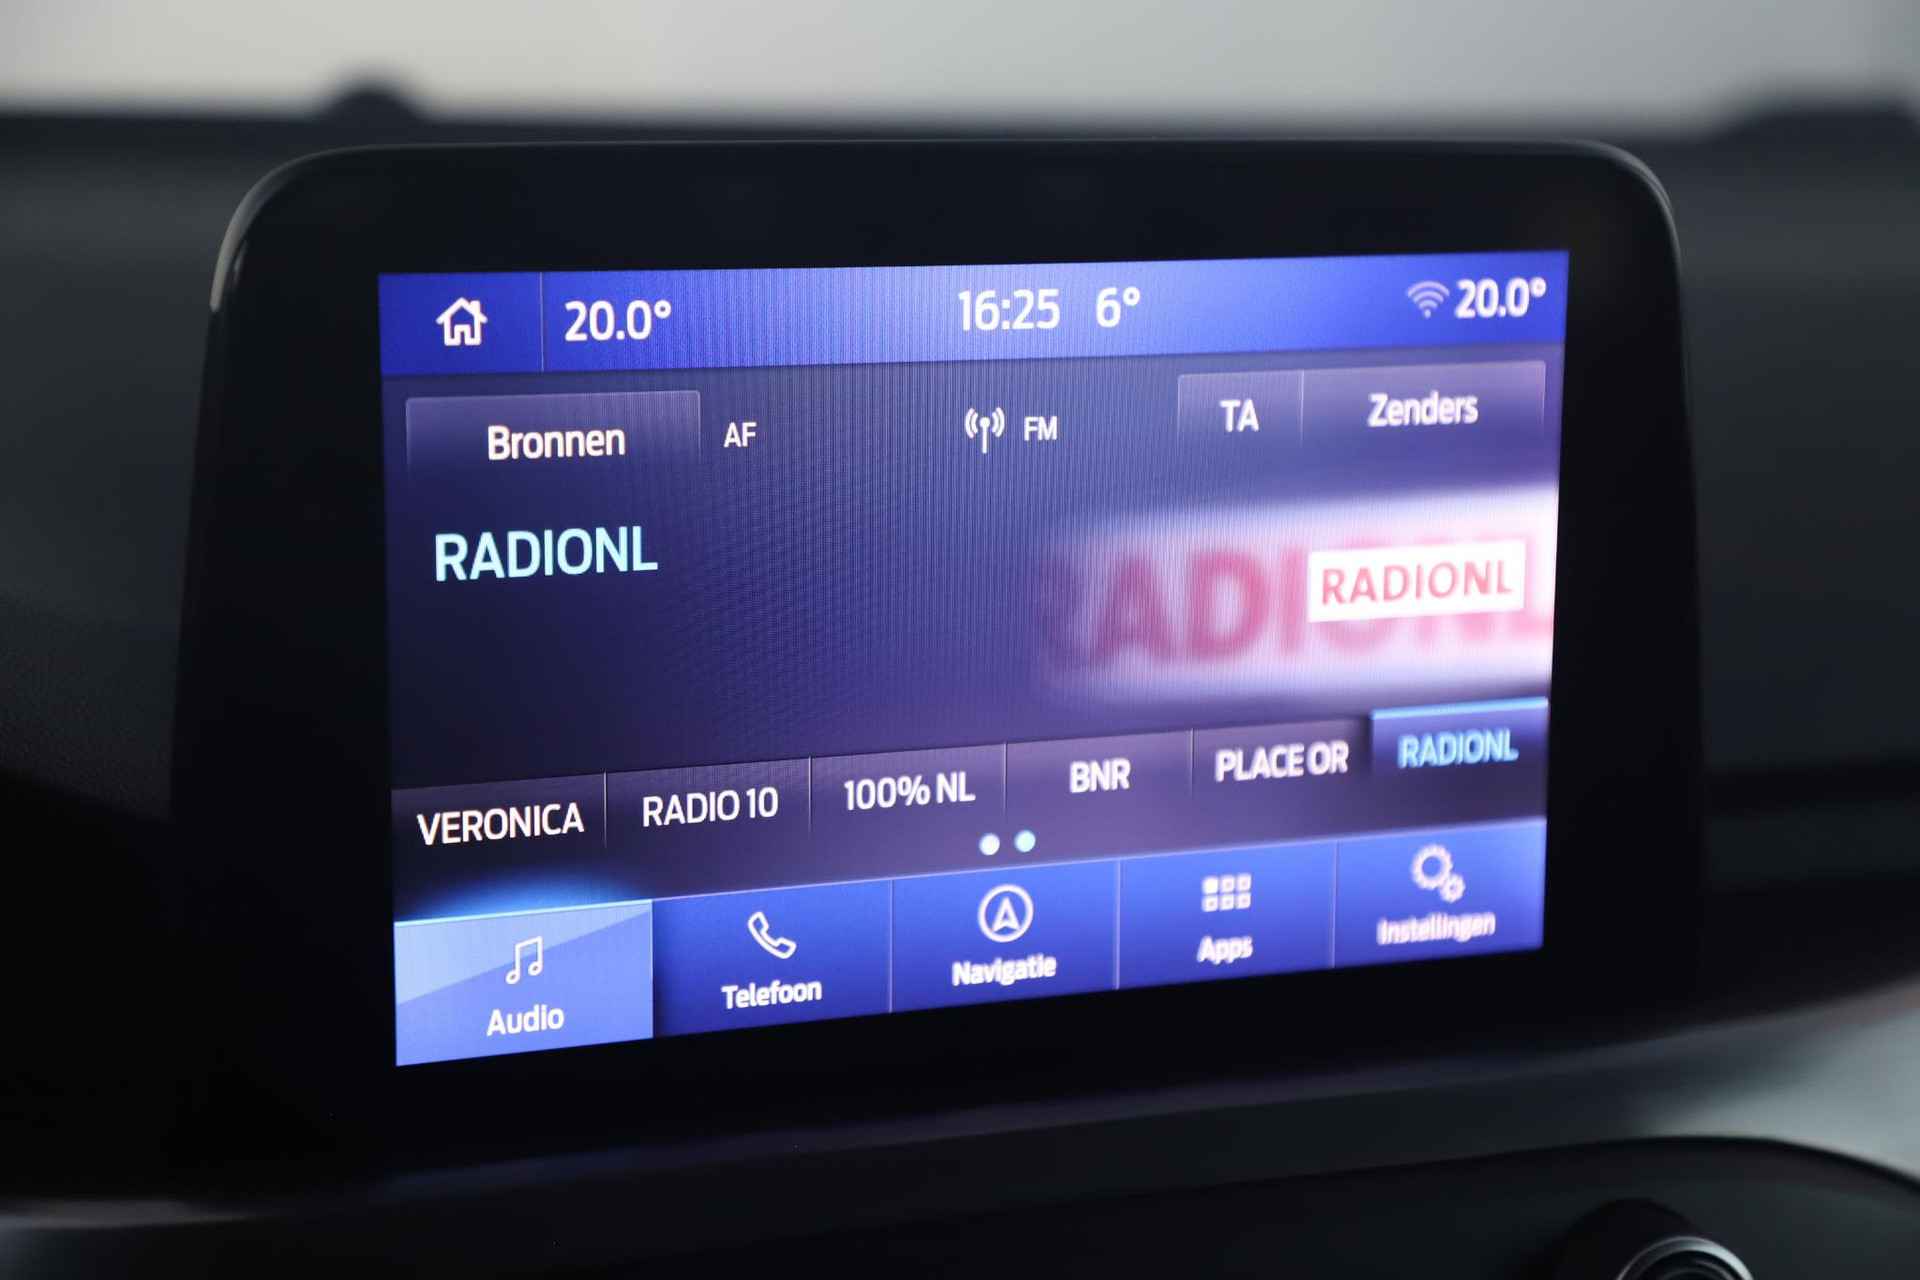 20.0° 16:25 6° 20.0°
Bronnen AF FM TA Zenders
RADIONL
RADIONL
RADIONL
VERONICA RADIO 10 100% NL BNR PLACE OR RADIONL
Audio Telefoon Navigatie Apps Instellingen